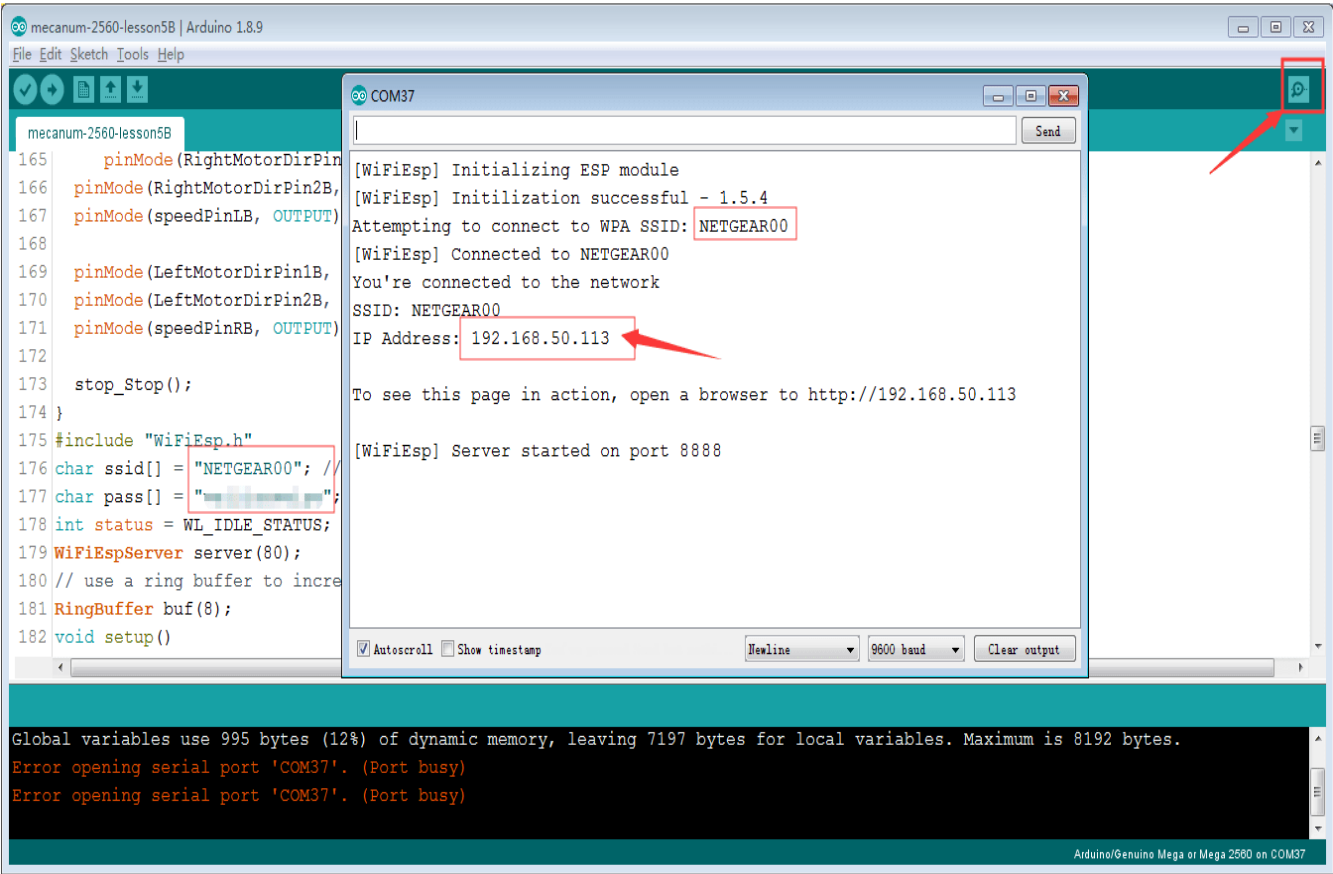 mecanum-2560-lesson5B | Arduino 1.8.9
File Edit Sketch Tools Help
mecanum-2560-lesson5B
165 pinMode(RightMotorDirPin
166 pinMode(RightMotorDirPin2B,
167 pinMode(speedPinLB, OUTPUT)
168
169 pinMode(LeftMotorDirPin1B,
170 pinMode(LeftMotorDirPin2B,
171 pinMode(speedPinRB, OUTPUT)
172
173 stop_Stop();
174 }
175 #include "WiFiEsp.h"
176 char ssid[] = "NETGEAR00"; //
177 char pass[] = " ";
178 int status = WL_IDLE_STATUS;
179 WiFiEspServer server(80);
180 // use a ring buffer to incre
181 RingBuffer buf(8);
182 void setup()
COM37
Send
[WiFiEsp] Initializing ESP module
[WiFiEsp] Initilization successful - 1.5.4
Attempting to connect to WPA SSID: NETGEAR00
[WiFiEsp] Connected to NETGEAR00
You're connected to the network
SSID: NETGEAR00
IP Address: 192.168.50.113
To see this page in action, open a browser to http://192.168.50.113
[WiFiEsp] Server started on port 8888
Autoscroll Show timestamp Newline 9600 baud Clear output
Global variables use 995 bytes (12%) of dynamic memory, leaving 7197 bytes for local variables. Maximum is 8192 bytes.
Error opening serial port 'COM37'. (Port busy)
Error opening serial port 'COM37'. (Port busy)
Arduino/Genuino Mega or Mega 2560 on COM37